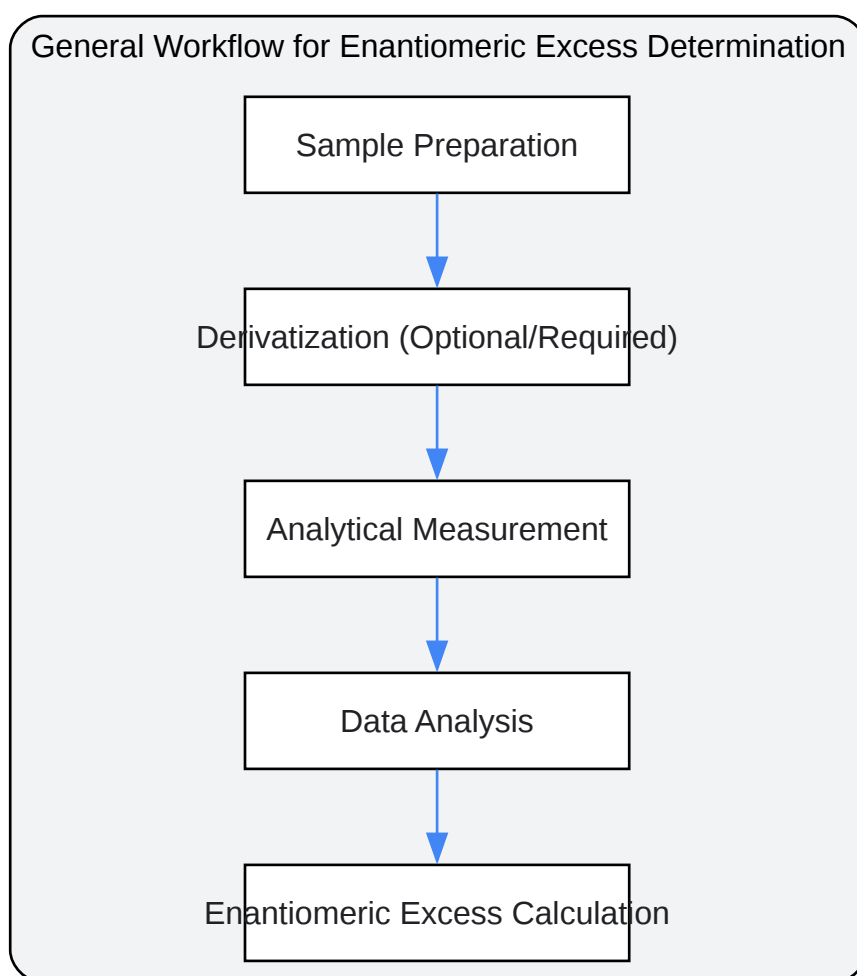 General Workflow for Enantiomeric Excess Determination
Sample Preparation
Derivatization (Optional/Required)
Analytical Measurement
Data Analysis
Enantiomeric Excess Calculation